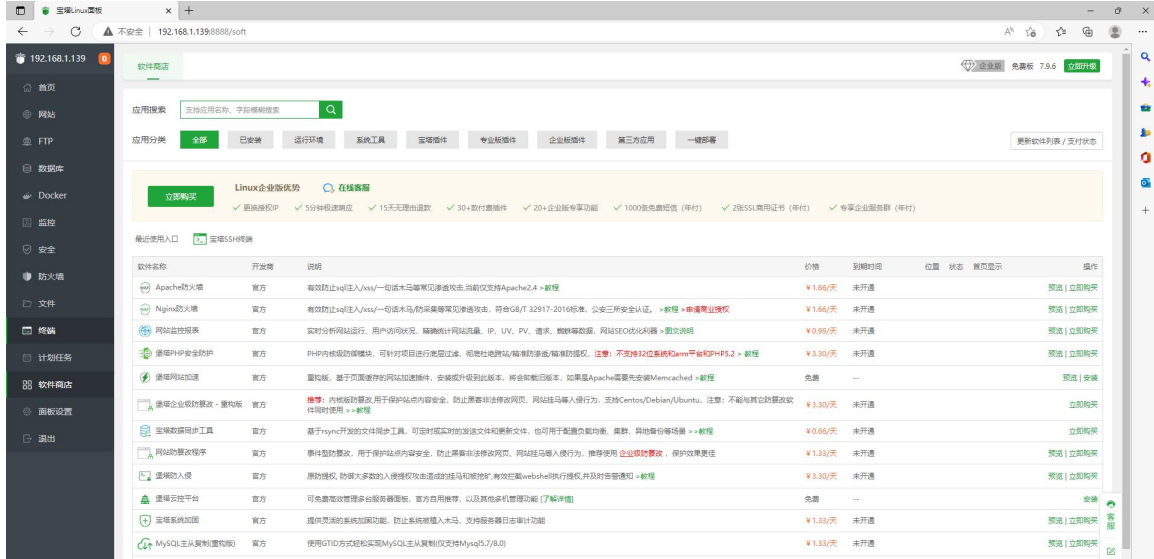 宝塔Linux面板
不安全 | 192.168.1.139:8888/soft
192.168.1.139 0
首页
网站
FTP
数据库
Docker
监控
安全
防火墙
文件
终端
计划任务
软件商店
面板设置
退出
软件商店
企业版 免费版 7.9.6 立即升级
应用搜索 支持应用名称、字段模糊搜索
应用分类 全部 已安装 运行环境 系统工具 宝塔插件 专业版插件 企业版插件 第三方应用 一键部署 更新软件列表 / 支付状态
立即购买 Linux企业版优势 在线客服
更换授权IP 5分钟极速响应 15天无理由退款 30+款付费插件 20+企业版专享功能 1000条免费短信 (年付) 2张SSL商用证书 (年付) 专享企业服务群 (年付)
最近使用入口 宝塔SSH终端
软件名称 开发商 说明 价格 到期时间 位置 状态 首页显示 操作
Apache防火墙 官方 有效防止sql注入/xss/一句话木马等常见渗透攻击,当前仅支持Apache2.4 >教程 ¥1.66/天 未开通 预览 | 立即购买
Nginx防火墙 官方 有效防止sql注入/xss/一句话木马/防采集等常见渗透攻击，符合GB/T 32917-2016标准，公安三所安全认证。 >教程 >申请商业授权 ¥1.66/天 未开通 预览 | 立即购买
网站监控报表 官方 实时分析网站运行、用户访问状况，精确统计网站流量、IP、UV、PV、请求、蜘蛛等数据，网站SEO优化利器 >图文说明 ¥0.99/天 未开通 预览 | 立即购买
堡塔PHP安全防护 官方 PHP内核级防御模块，可针对项目进行底层过滤，彻底杜绝跨站/精准防渗透/精准防提权，注意：不支持32位系统和arm平台和PHP5.2 > 教程 ¥3.30/天 未开通 预览 | 立即购买
堡塔网站加速 官方 重构版，基于页面缓存的网站加速插件，安装或升级到此版本，将会卸载旧版本，如果是Apache需要先安装Memcached >教程 免费 -- 预览 | 安装
堡塔企业级防篡改 - 重构版 官方 推荐：内核版防篡改,用于保护站点内容安全，防止黑客非法修改网页、网站挂马等入侵行为，支持Centos/Debian/Ubuntu，注意：不能与其它防篡改软
件同时使用 >>教程 ¥3.30/天 未开通 立即购买
宝塔数据同步工具 官方 基于rsync开发的文件同步工具，可定时或实时的发送文件和更新文件，也可用于配置负载均衡、集群、异地备份等场景 >>教程 ¥0.66/天 未开通 立即购买
网站防篡改程序 官方 事件型防篡改，用于保护站点内容安全，防止黑客非法修改网页、网站挂马等入侵行为，推荐使用 企业级防篡改 ，保护效果更佳 ¥1.33/天 未开通 预览 | 立即购买
堡塔防入侵 官方 原防提权, 防御大多数的入侵提权攻击造成的挂马和被挖矿,有效拦截webshell执行提权,并及时告警通知 >教程 ¥3.30/天 未开通 预览 | 立即购买
堡塔云控平台 官方 可免费高效管理多台服务器面板，官方自用推荐，以及其他多机管理功能 [了解详情] 免费 -- 安装
宝塔系统加固 官方 提供灵活的系统加固功能，防止系统被植入木马，支持服务器日志审计功能 ¥1.33/天 未开通 预览 | 立即购买
MySQL主从复制(重构版) 官方 使用GTID方式轻松实现MySQL主从复制(仅支持Mysql5.7/8.0) ¥1.33/天 未开通 预览 | 立即购买
客服